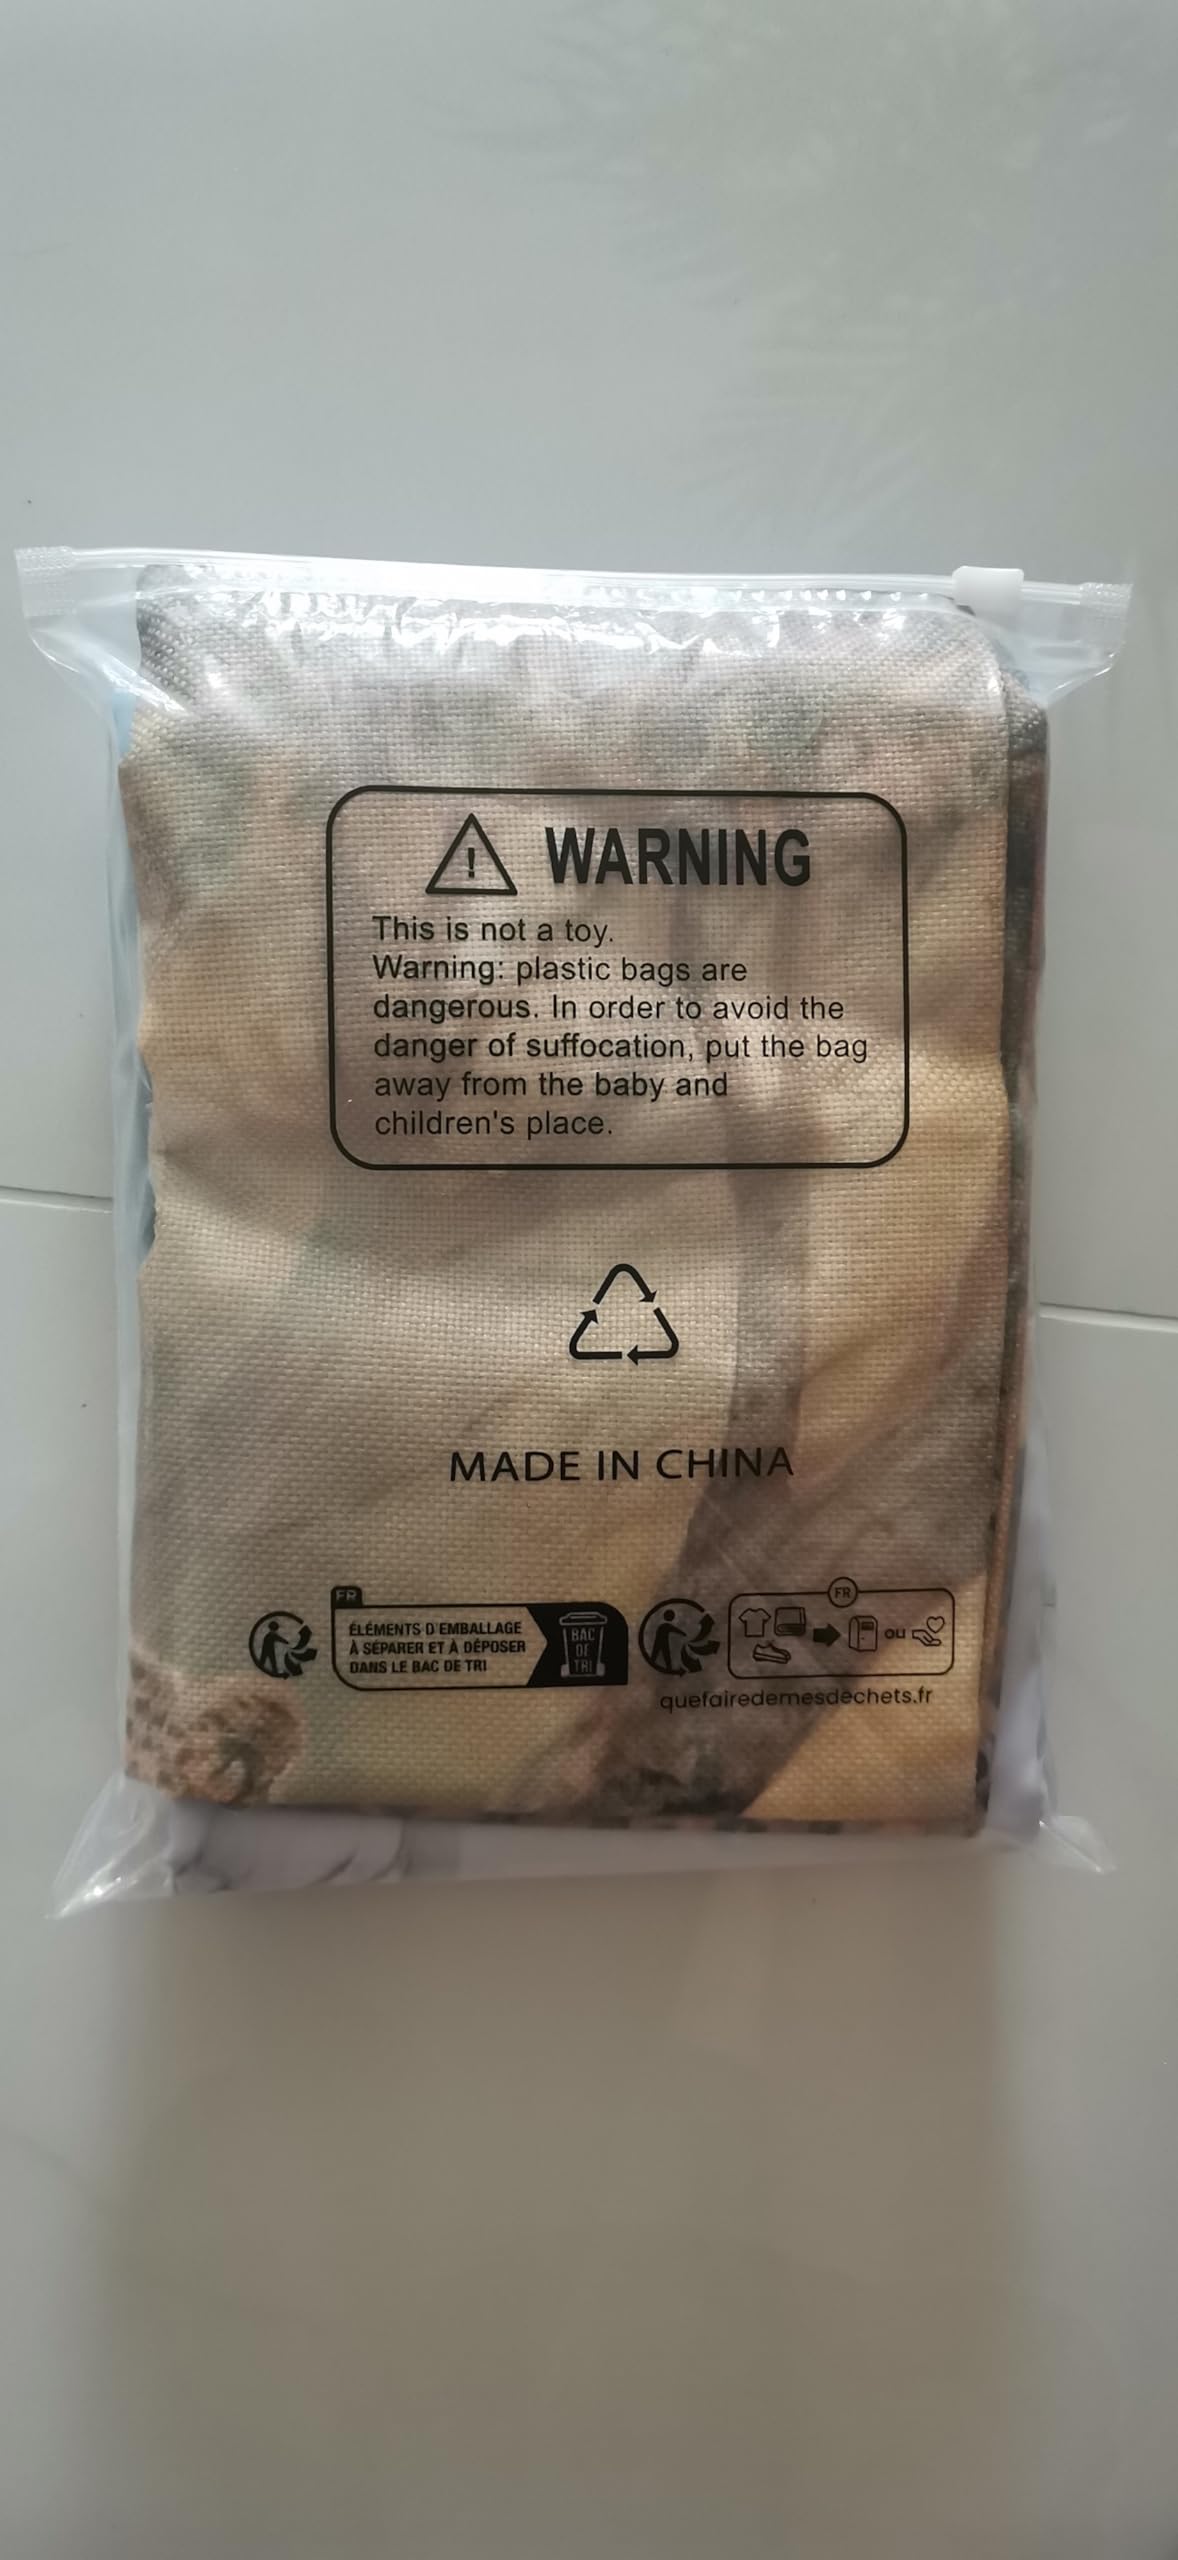 ! WARNING
This is not a toy.
Warning: plastic bags are
dangerous. In order to avoid the
danger of suffocation, put the bag
away from the baby and
children's place.
MADE IN CHINA
FR
ÉLÉMENTS D'EMBALLAGE
À SÉPARER ET À DÉPOSER
DANS LE BAC DE TRI
BAC
DE
TRI
FR
ou
quefairedemesdechets.fr